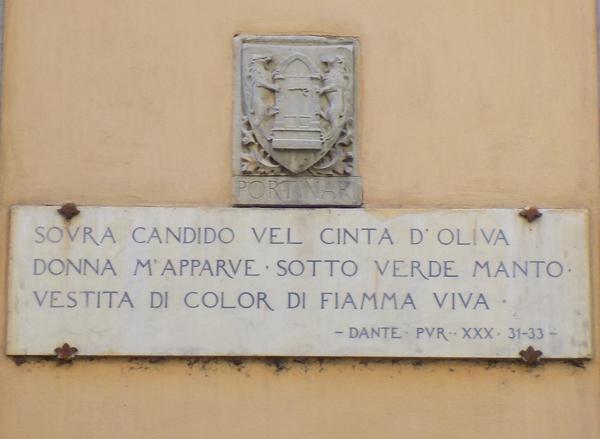 PORTINARI
SOVRA CANDIDO VEL CINTA D'OLIVA
DONNA M'APPARVE · SOTTO VERDE MANTO ·
VESTITA DI COLOR DI FIAMMA VIVA ·
– DANTE · PVR · · XXX · 31-33 –